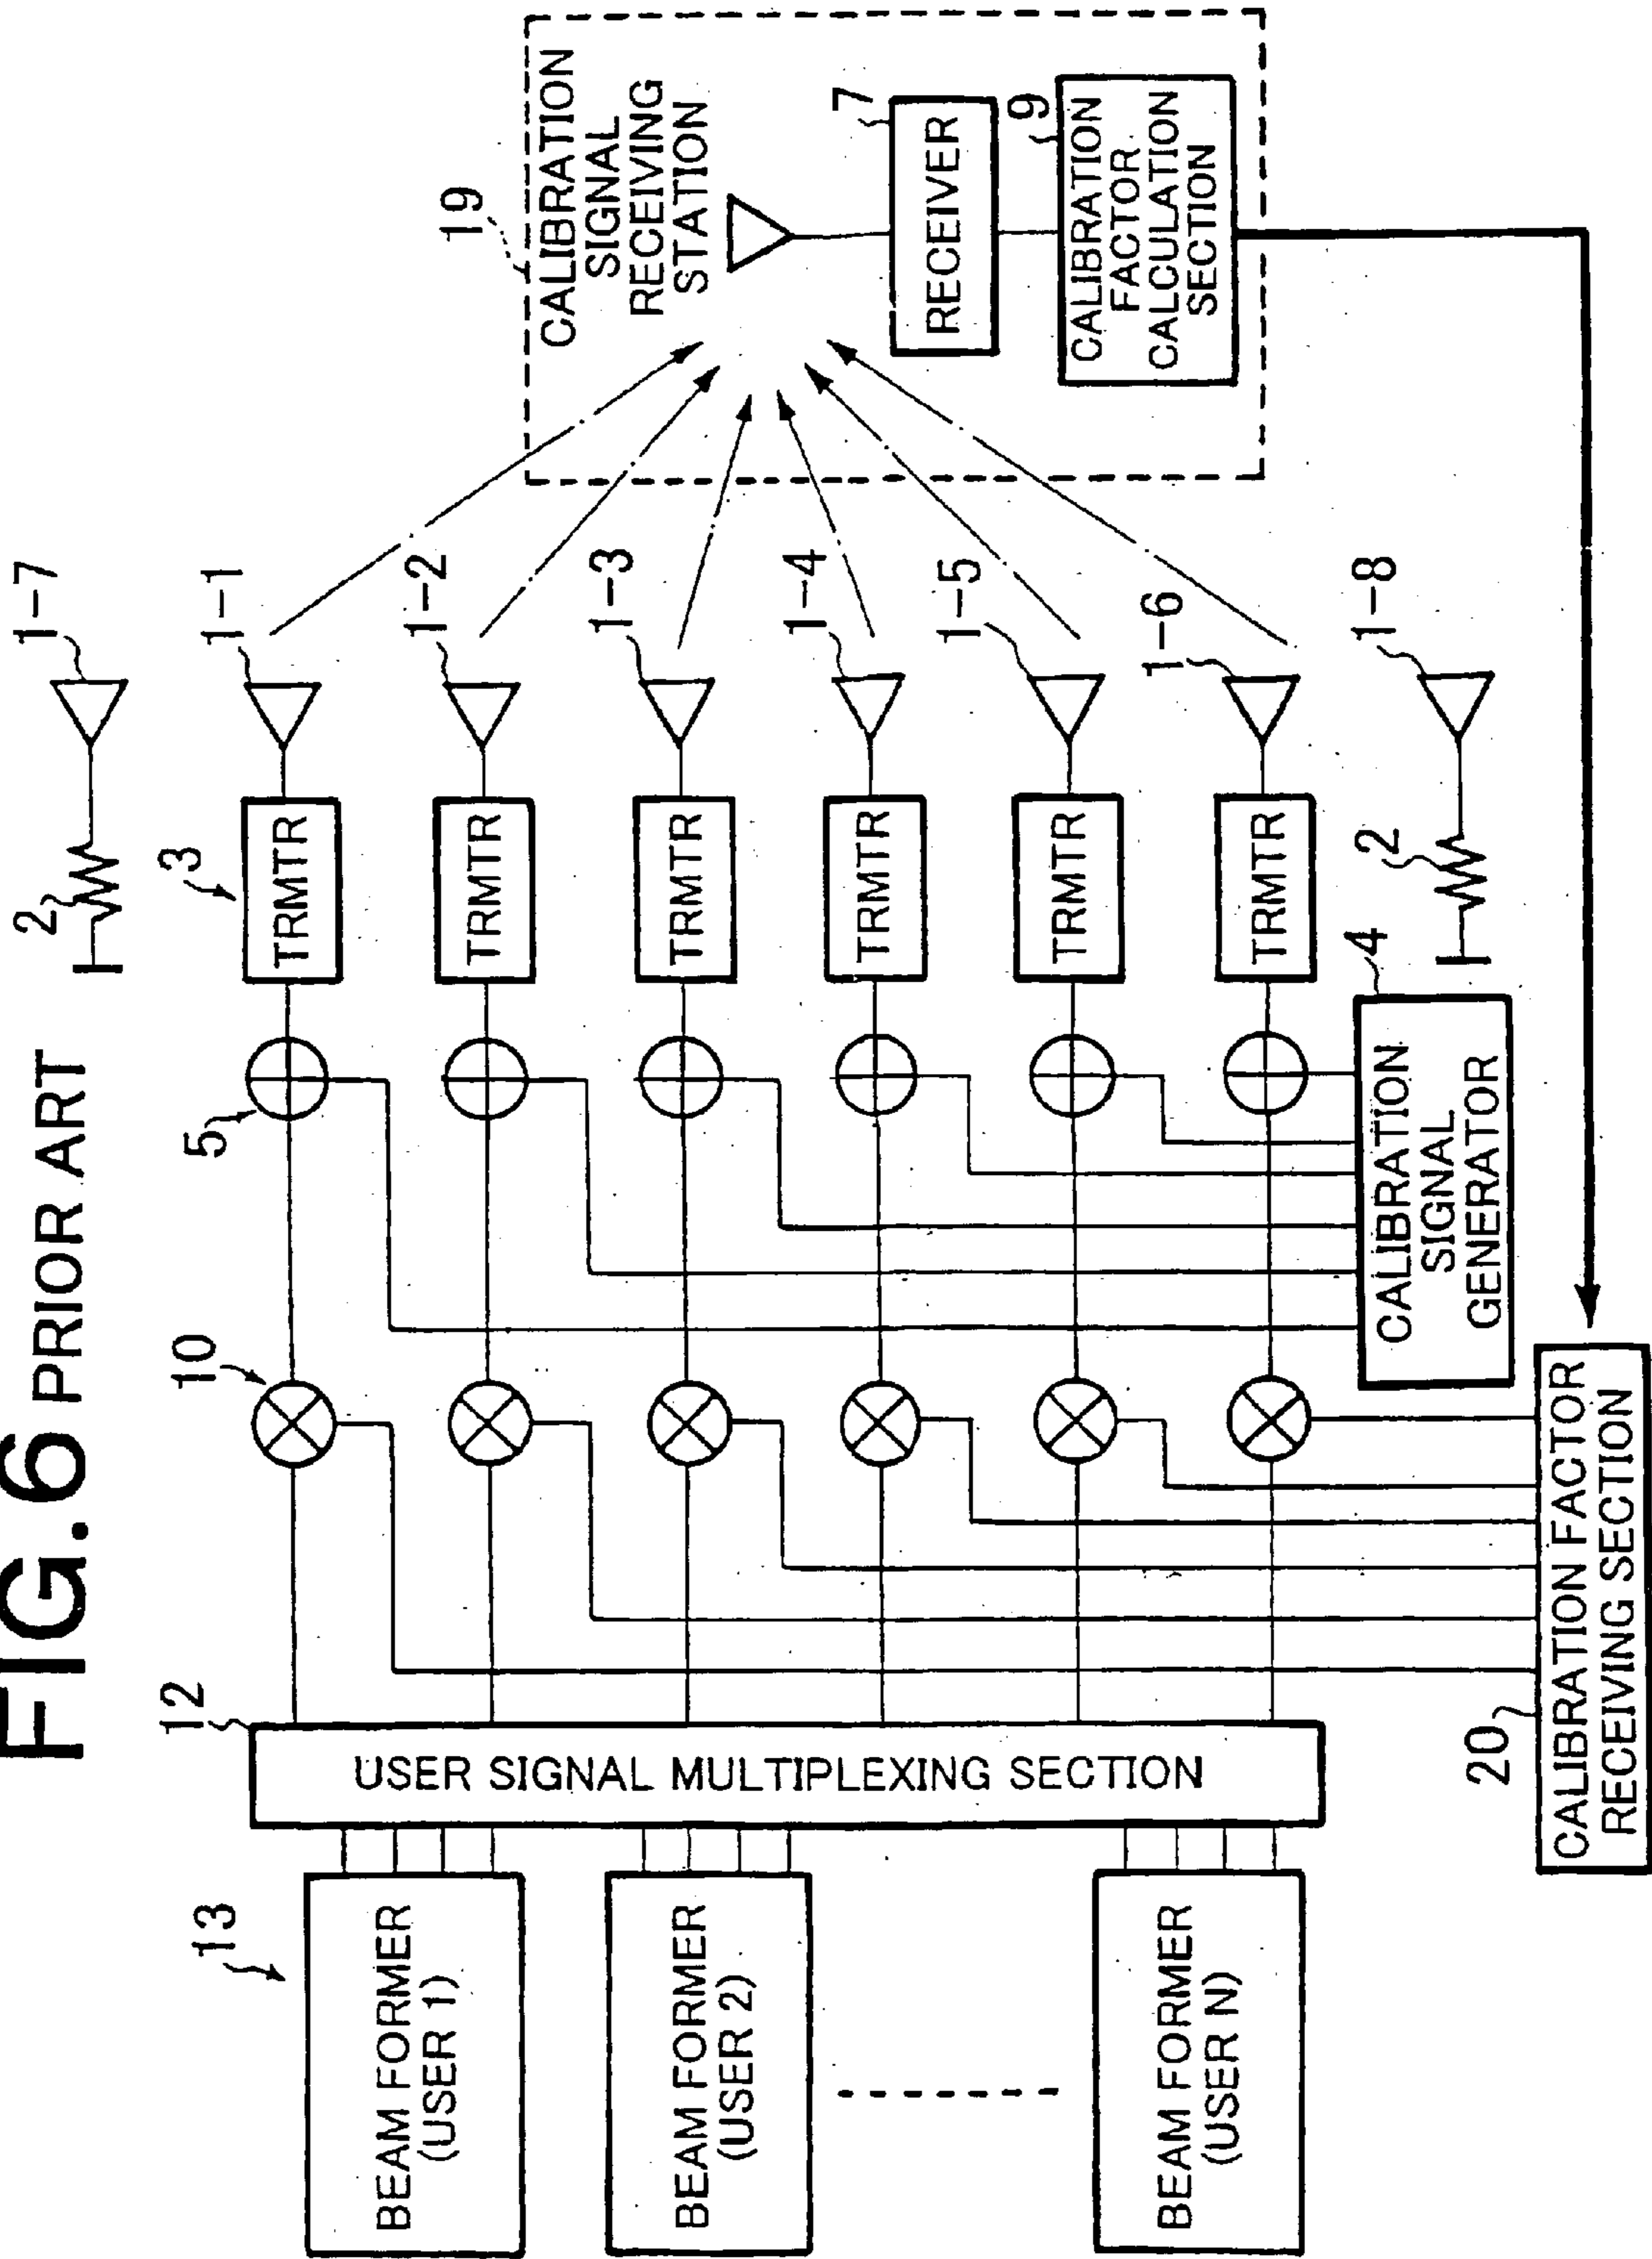 FIG.6 PRIOR ART
13
BEAM FORMER
(USER 1)
BEAM FORMER
(USER 2)
BEAM FORMER
(USER N)
12
USER SIGNAL MULTIPLEXING SECTION
10
5
3
TRMTR
TRMTR
TRMTR
TRMTR
TRMTR
TRMTR
2
1-7
1-1
1-2
1-3
1-4
1-5
1-6
1-8
2
4
CALIBRATION
SIGNAL
GENERATOR
20
CALIBRATION FACTOR
RECEIVING SECTION
19
CALIBRATION
SIGNAL
RECEIVING
STATION
7
RECEIVER
9
CALIBRATION
FACTOR
CALCULATION
SECTION